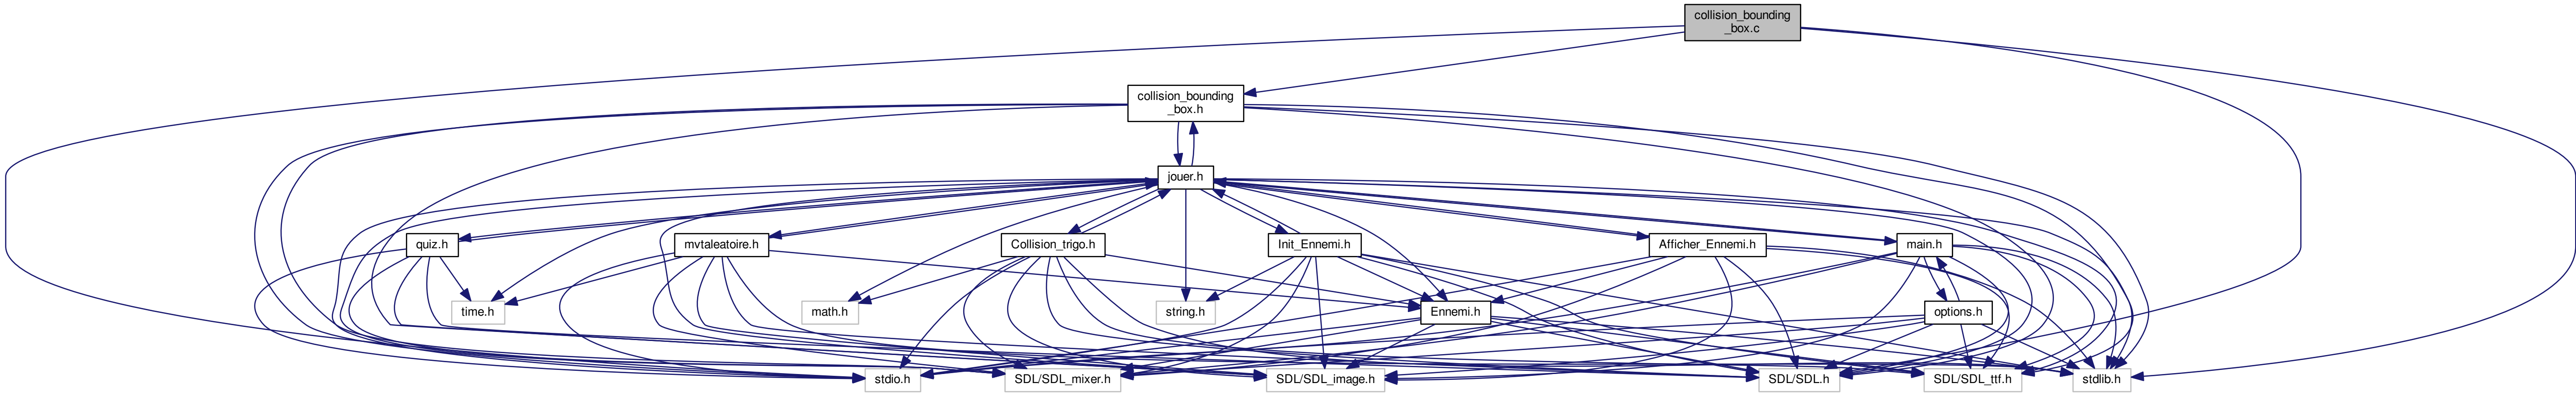 collision_bounding
_box.c
collision_bounding
_box.h
jouer.h
quiz.h
mvtaleatoire.h
Collision_trigo.h
Init_Ennemi.h
Afficher_Ennemi.h
main.h
time.h
math.h
string.h
Ennemi.h
options.h
stdio.h
SDL/SDL_mixer.h
SDL/SDL_image.h
SDL/SDL.h
SDL/SDL_ttf.h
stdlib.h